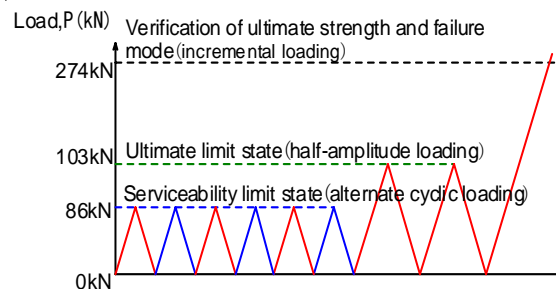 Load,P(kN)
Verification of ultimate strength and failure
mode(incremental loading)
274kN
Ultimate limit state(half-amplitude loading)
103kN
Serviceability limit state(alternate cydic loading)
86kN
0kN